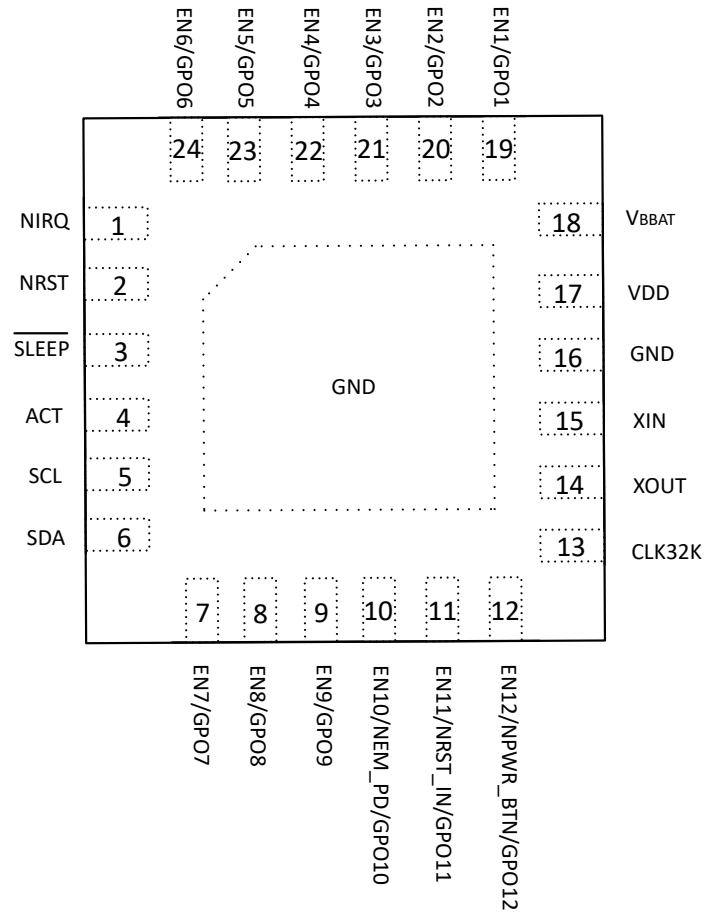 EN6/GPO6
EN5/GPO5
EN4/GPO4
EN3/GPO3
EN2/GPO2
EN1/GPO1
24
23
22
21
20
19
NIRQ
1
NRST
2
SLEEP
3
ACT
4
SCL
5
SDA
6
GND
18
VBBAT
17
VDD
16
GND
15
XIN
14
XOUT
13
CLK32K
7
8
9
10
11
12
EN7/GPO7
EN8/GPO8
EN9/GPO9
EN10/NEM_PD/GPO10
EN11/NRST_IN/GPO11
EN12/NPWR_BTN/GPO12